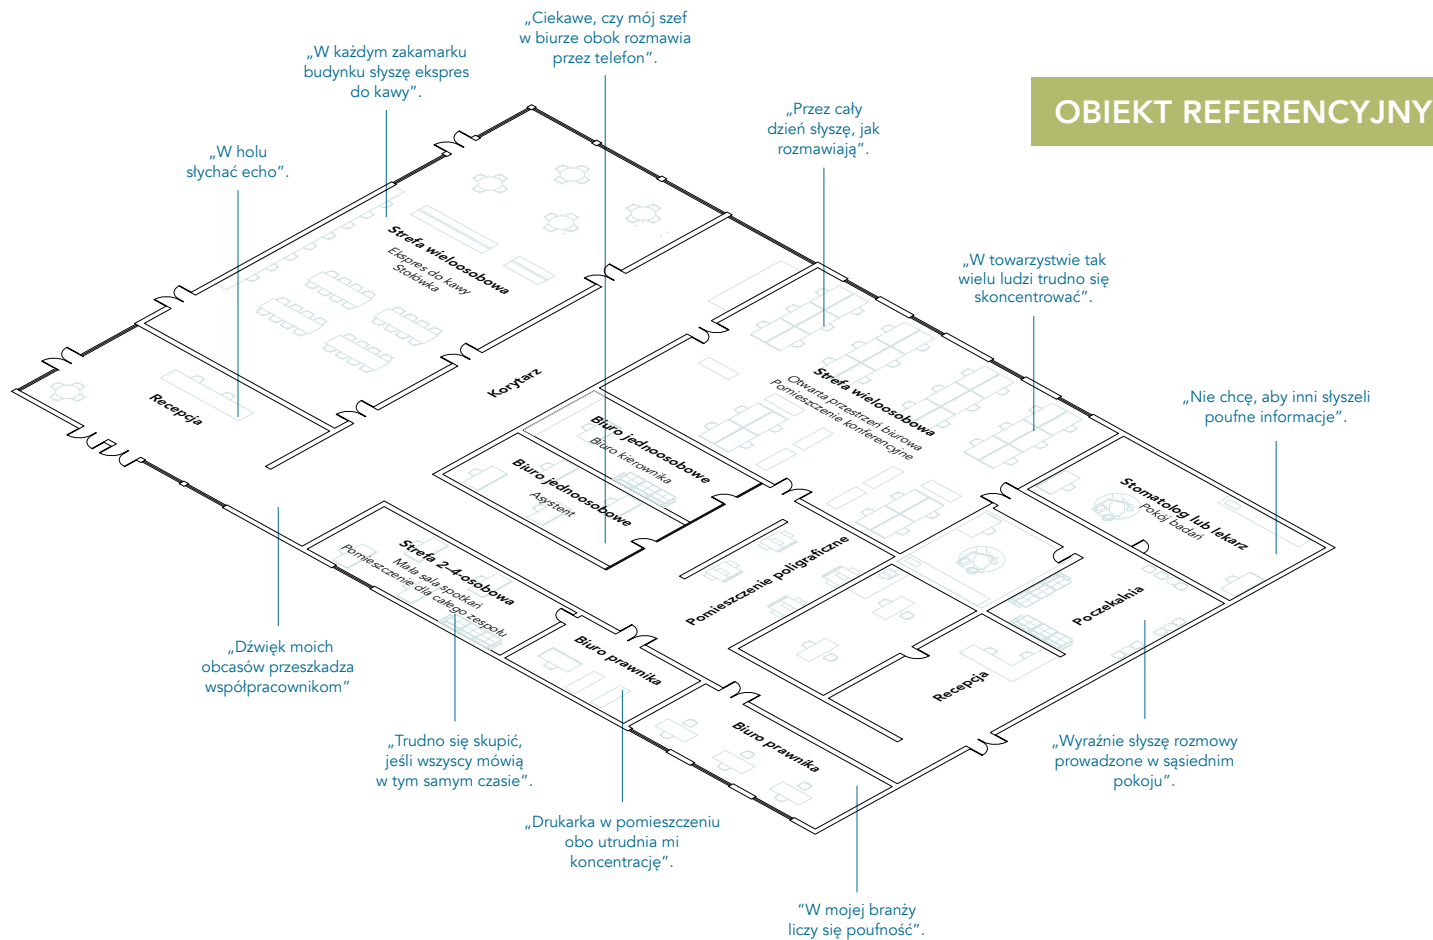 „Ciekawe, czy mój szef
w biurze obok rozmawia
przez telefon”.
„W każdym zakamarku
budynku słyszę ekspres
do kawy”.
OBIEKT REFERENCYJNY
„Przez cały
dzień słyszę, jak
rozmawiają”.
„W holu
słychać echo”.
Strefa wieloosobowa
Ekspres do kawy
Stołówka
„W towarzystwie tak
wielu ludzi trudno się
skoncentrować”.
Korytarz
Recepcja
Strefa wieloosobowa
Otwarta przestrzeń biurowa
Pomieszczenie konferencyjne
„Nie chcę, aby inni słyszeli
poufne informacje”.
Biuro jednoosobowe
Biuro kierownika
Biuro jednoosobowe
Asystent
Stomatolog lub lekarz
Pokój badań
Strefa 2-4-osobowa
Mała sala spotkań
Pomieszczenie dla całego zespołu
Pomieszczenie poligraficzne
Poczekalnia
Biuro prawnika
Recepcja
Biuro prawnika
„Dźwięk moich
obcasów przeszkadza
współpracownikom”
„Trudno się skupić,
jeśli wszyscy mówią
w tym samym czasie”.
„Wyraźnie słyszę rozmowy
prowadzone w sąsiednim
pokoju”.
„Drukarka w pomieszczeniu
obo utrudnia mi
koncentrację”.
“W mojej branży
liczy się poufność”.